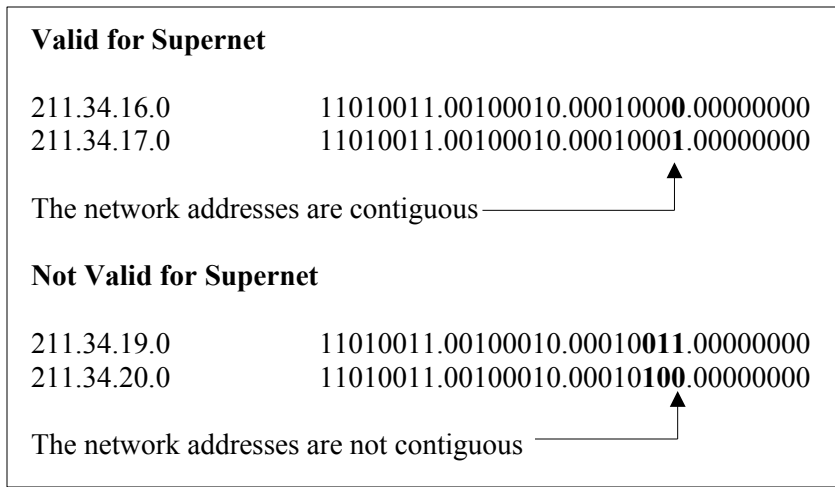 Valid for Supernet
211.34.16.0 11010011.00100010.00010000.00000000
211.34.17.0 11010011.00100010.00010001.00000000
The network addresses are contiguous
Not Valid for Supernet
211.34.19.0 11010011.00100010.00010011.00000000
211.34.20.0 11010011.00100010.00010100.00000000
The network addresses are not contiguous